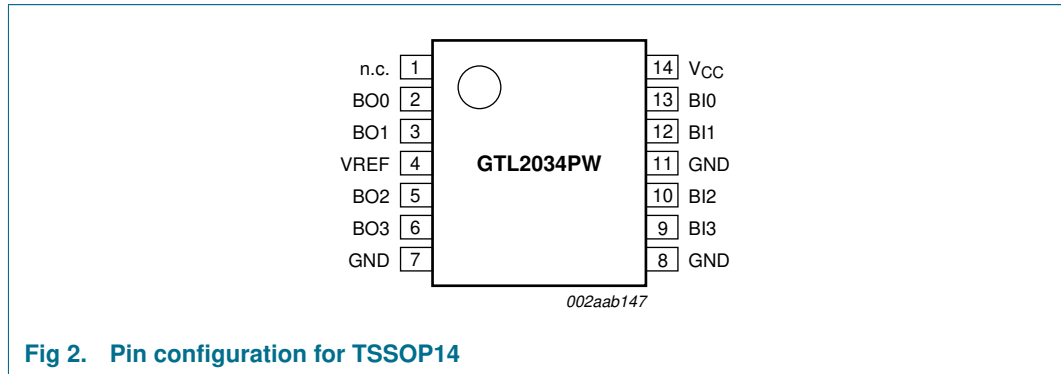 n.c. 1 14 VCC
BO0 2 13 BI0
BO1 3 12 BI1
VREF 4 GTL2034PW 11 GND
BO2 5 10 BI2
BO3 6 9 BI3
GND 7 8 GND
002aab147
Fig 2. Pin configuration for TSSOP14